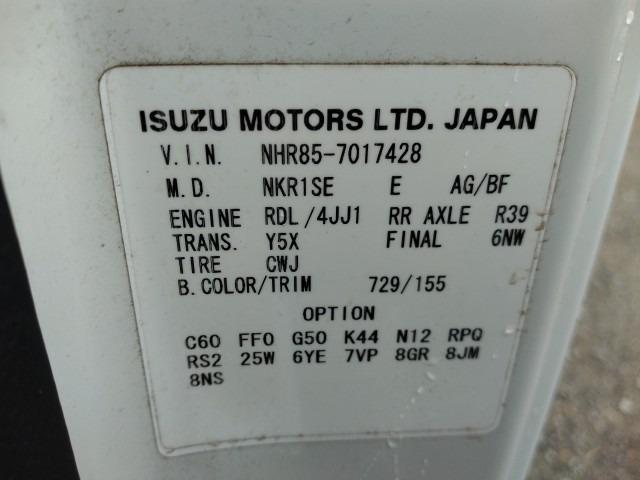 ISUZU MOTORS LTD. JAPAN
V.I.N. NHR85-7017428
M.D. NKR1SE E AG/BF
ENGINE RDL/4JJ1 RR AXLE R39
TRANS. Y5X FINAL 6NW
TIRE CWJ
B.COLOR/TRIM 729/155
OPTION
C60 FF0 G50 K44 N12 RPQ
RS2 25W 6YE 7VP 8GR 8JM
8NS